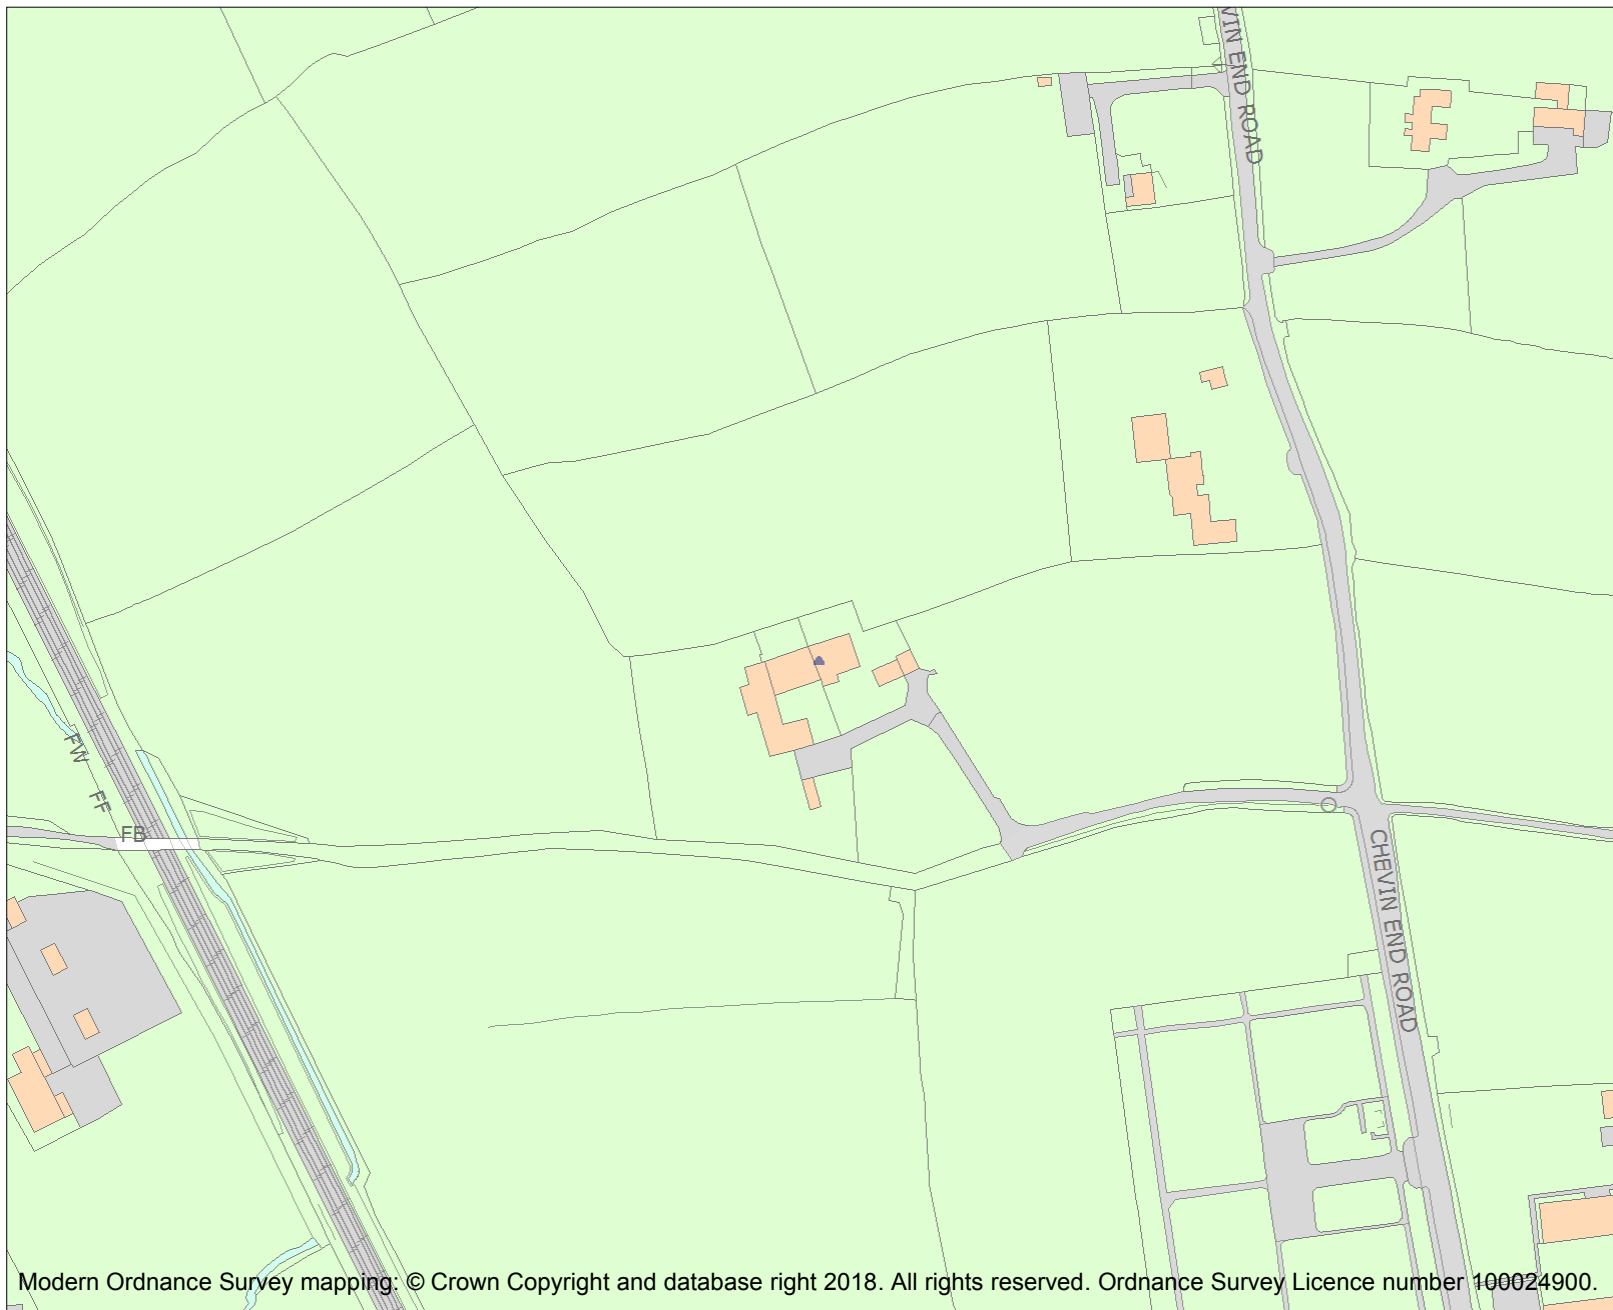 VIN END ROAD
FW
FF
FB
CHEVIN END ROAD
Modern Ordnance Survey mapping: © Crown Copyright and database right 2018. All rights reserved. Ordnance Survey Licence number 100024900.